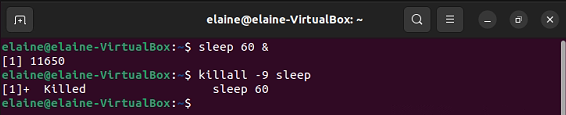 elaine@elaine-VirtualBox: ~
elaine@elaine-VirtualBox:~$ sleep 60 &
[1] 11650
elaine@elaine-VirtualBox:~$ killall -9 sleep
[1]+  Killed                  sleep 60
elaine@elaine-VirtualBox:~$